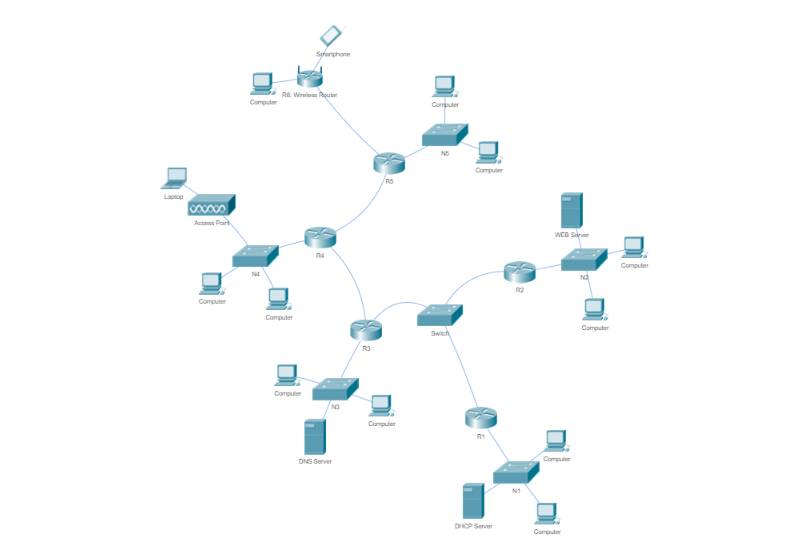 Smartphone
Computer
R6: Wireless Router
Computer
N5
Computer
R5
Laptop
Access Point
WEB Server
R4
N4
Computer
R2
N2
Computer
Computer
Computer
Switch
R3
Computer
N3
Computer
DNS Server
R1
Computer
N1
DHCP Server
Computer